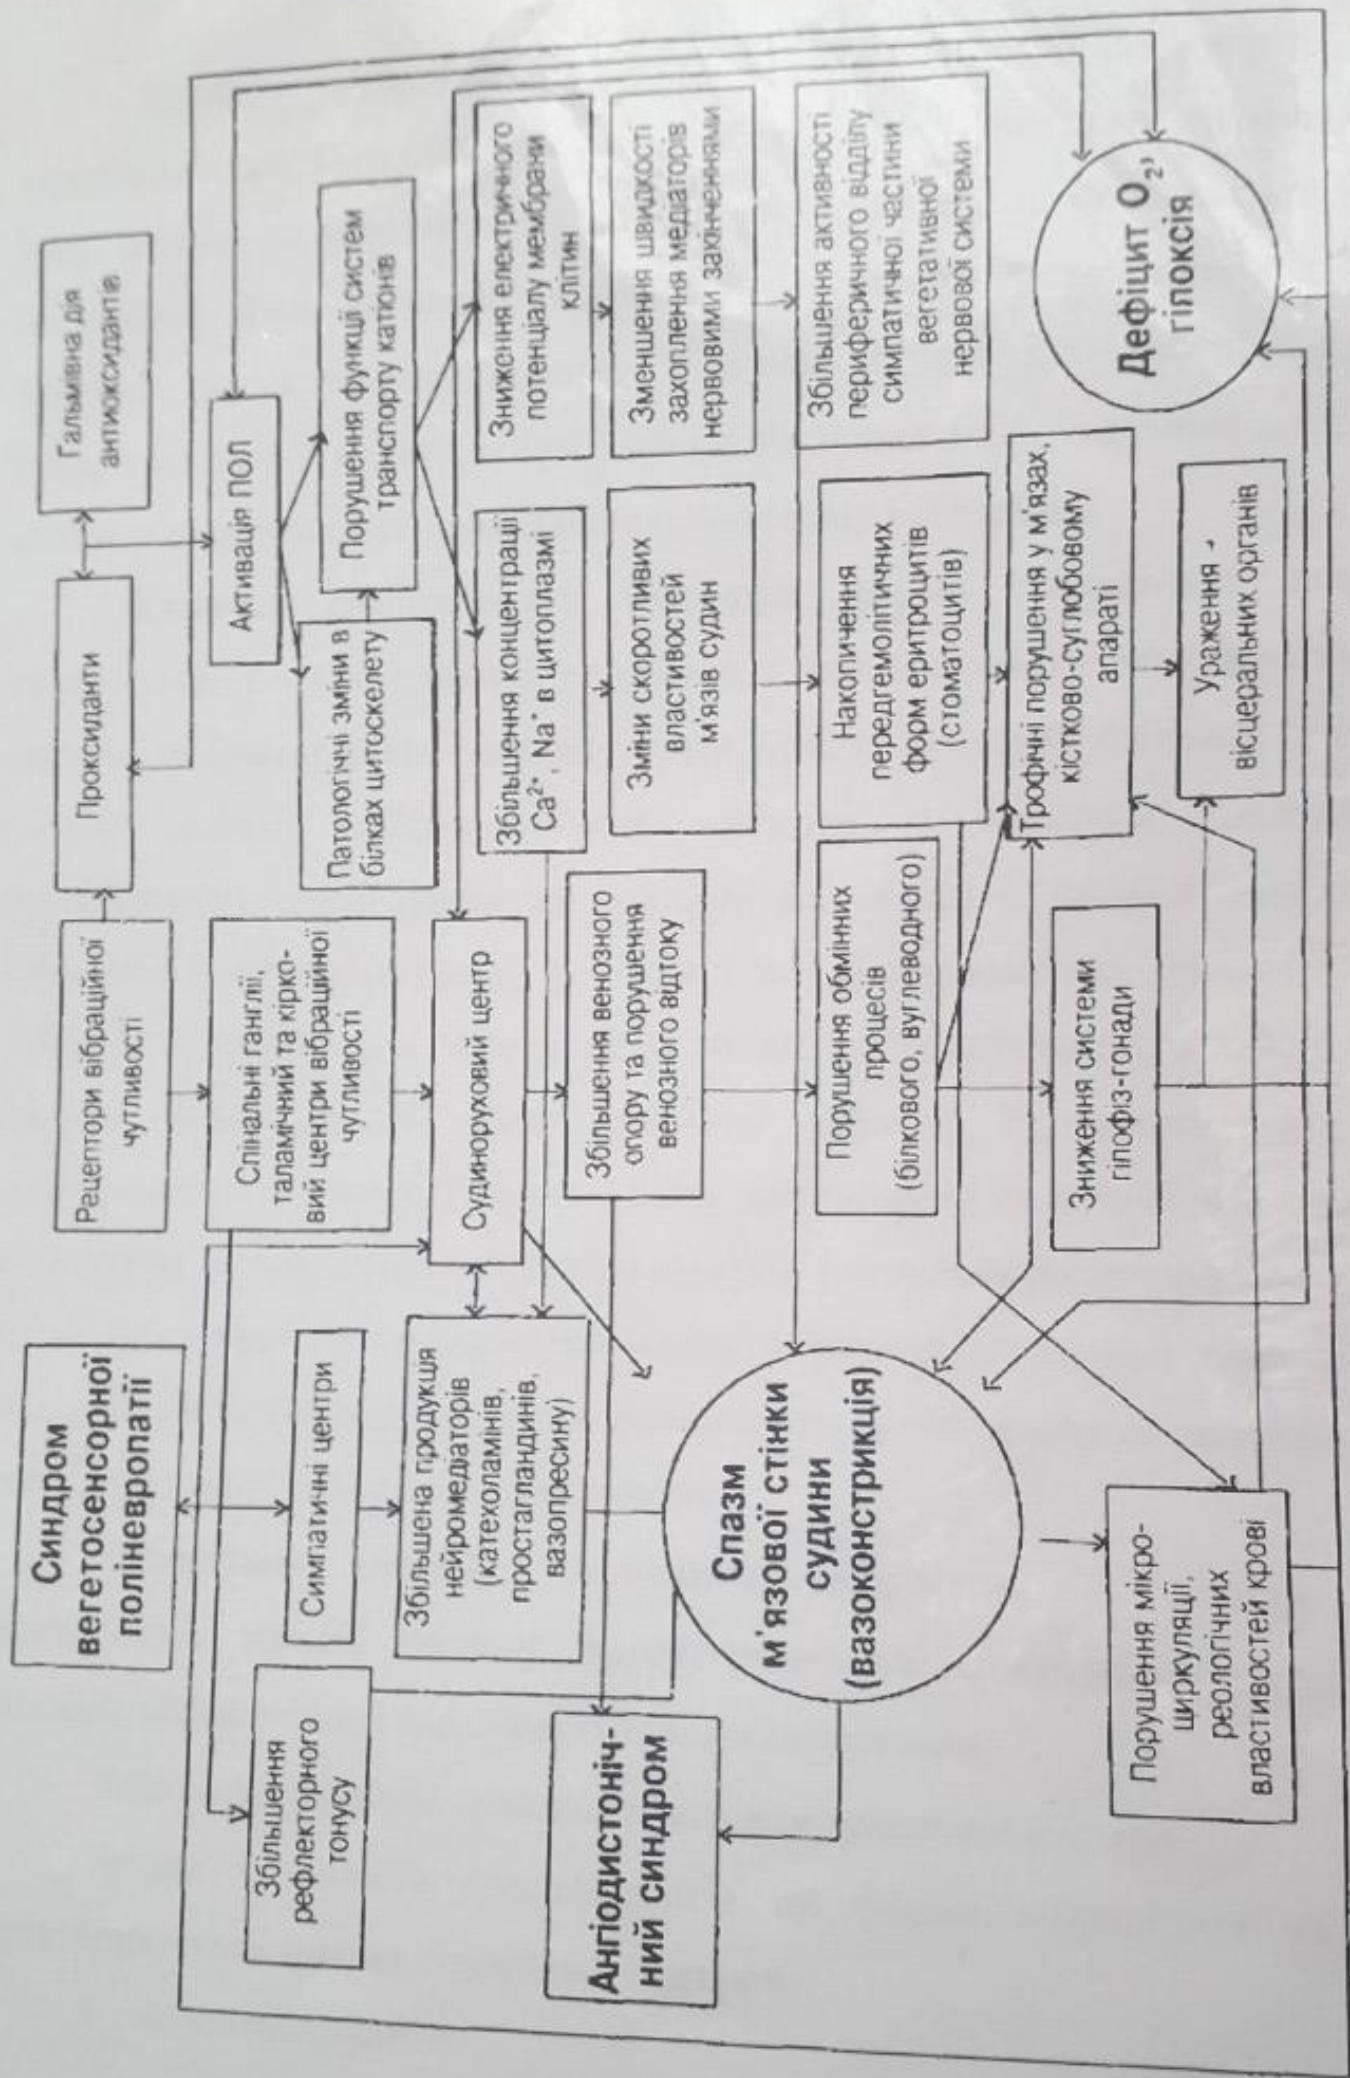 Синдром
вегетосенсорної
поліневропатії
Рецептори вібраційної
чутливості
Проксиданти
Гальмівна дія
антиоксидантів
Збільшення
рефлекторного
тонусу
Симпатичні центри
Спінальні ганглії,
таламічний та кірко-
вий центри вібраційної
чутливості
Активація ПОЛ
Патологічні зміни в
білках цитоскелету
Порушення функції систем
транспорту катіонів
Збільшена продукція
нейромедіаторів
(катехоламінів,
простагландинів,
вазопресину)
Судиноруховий центр
Збільшення концентрації
Ca²⁺, Na⁺ в цитоплазмі
Зниження електричного
потенціалу мембрани
клітин
Ангіодистоніч-
ний синдром
Збільшення венозного
опору та порушення
венозного відтоку
Зміни скоротливих
властивостей
м'язів судин
Зменшення швидкості
захоплення медіаторів
нервовими закінченнями
Спазм
м'язової стінки
судини
(вазоконстрикція)
Порушення обмінних
процесів
(білкового, вуглеводного)
Накопичення
передгемолітичних
форм еритроцитів
(стоматоцитів)
Збільшення активності
периферичного відділу
симпатичної частини
вегетативної
нервової системи
Порушення мікро-
циркуляції,
реологічних
властивостей крові
Зниження системи
гіпофіз-гонади
Трофічні порушення у м'язах,
кістково-суглобовому
апараті
Ураження -
вісцеральних органів
Дефіцит O₂,
гіпоксія